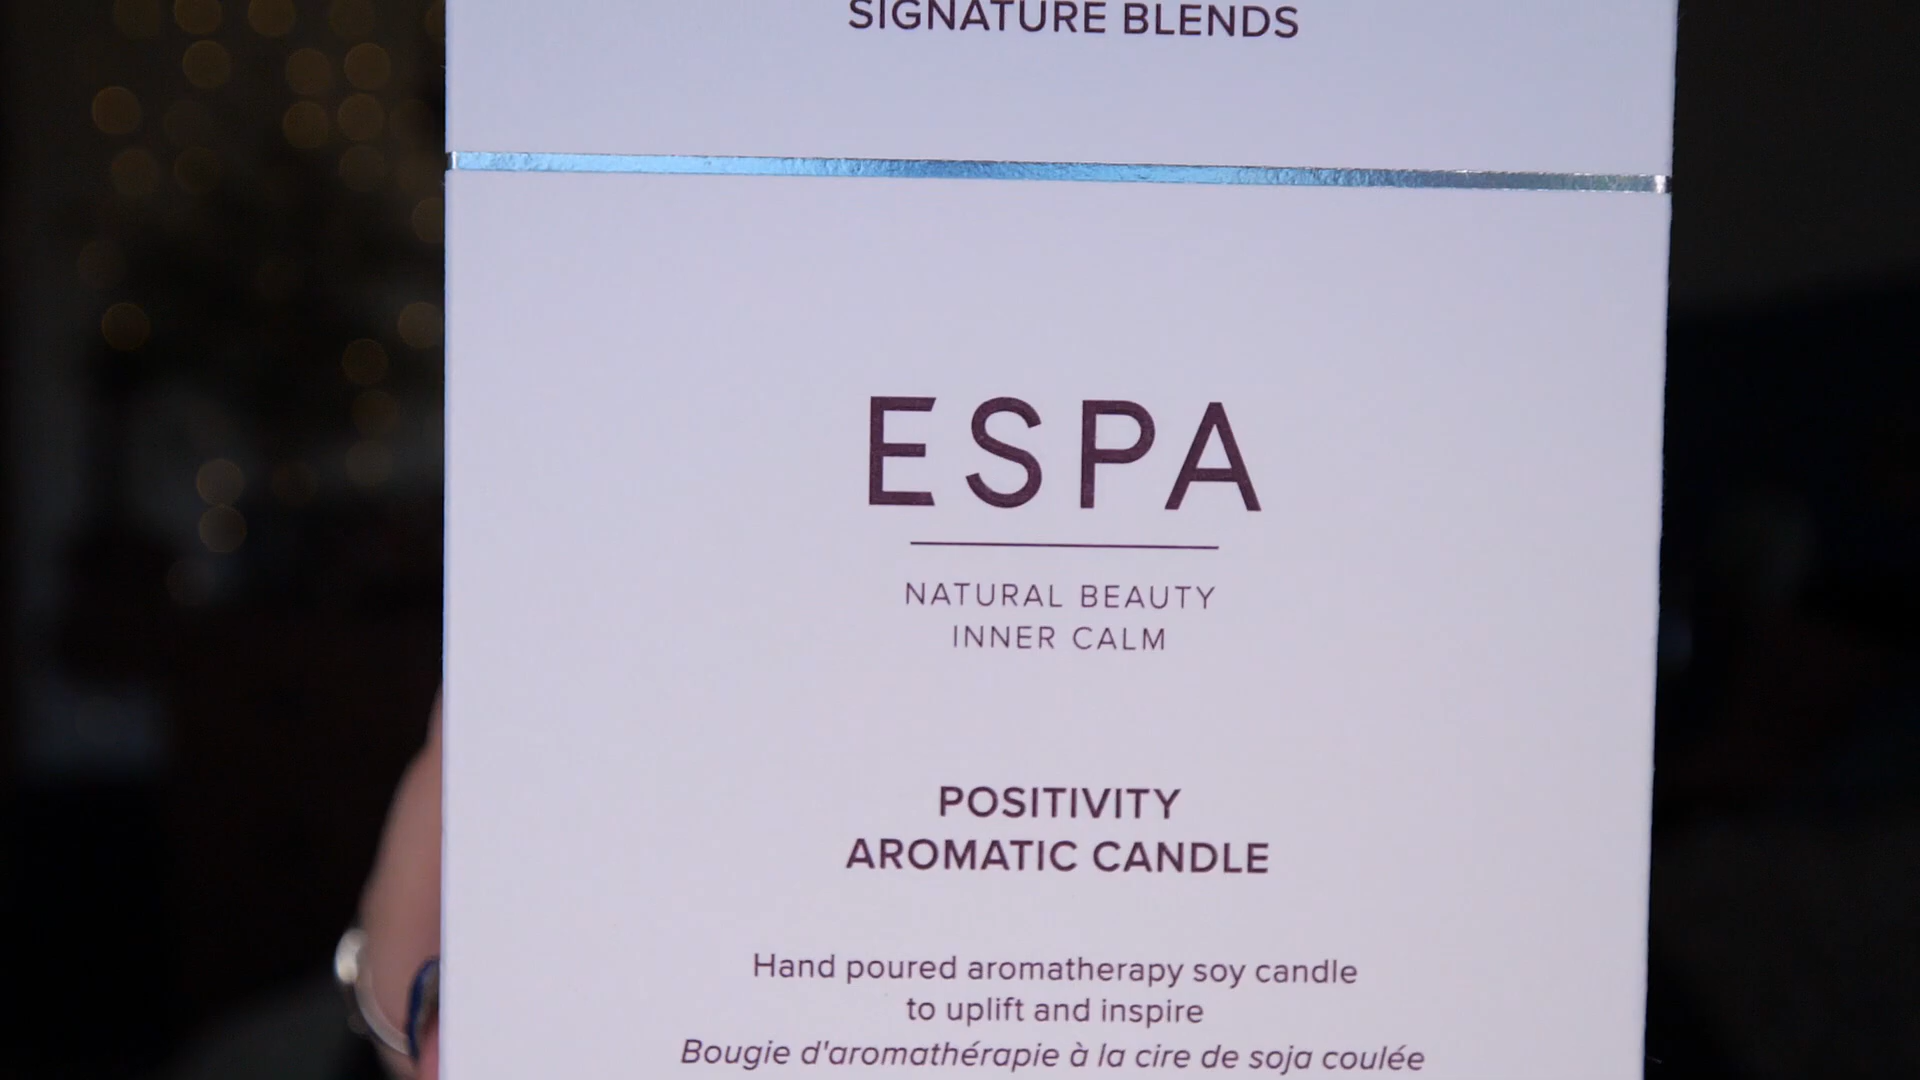 SIGNATURE BLENDS
ESPA
NATURAL BEAUTY
INNER CALM
POSITIVITY
AROMATIC CANDLE
Hand poured aromatherapy soy candle
to uplift and inspire
Bougie d'aromathérapie à la cire de soja coulée